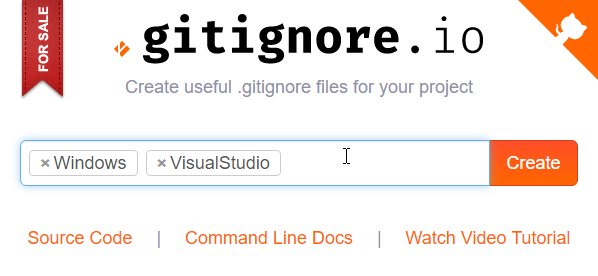 FOR SALE
.gitignore.io
Create useful .gitignore files for your project
× Windows × VisualStudio Create
Source Code | Command Line Docs | Watch Video Tutorial